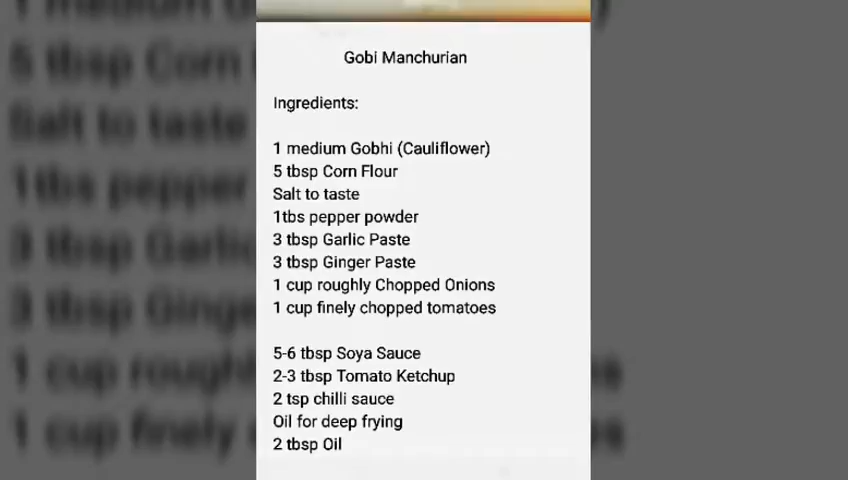 Gobi Manchurian
Ingredients:
1 medium Gobhi (Cauliflower)
5 tbsp Corn Flour
Salt to taste
1tbs pepper powder
3 tbsp Garlic Paste
3 tbsp Ginger Paste
1 cup roughly Chopped Onions
1 cup finely chopped tomatoes
5-6 tbsp Soya Sauce
2-3 tbsp Tomato Ketchup
2 tsp chilli sauce
Oil for deep frying
2 tbsp Oil